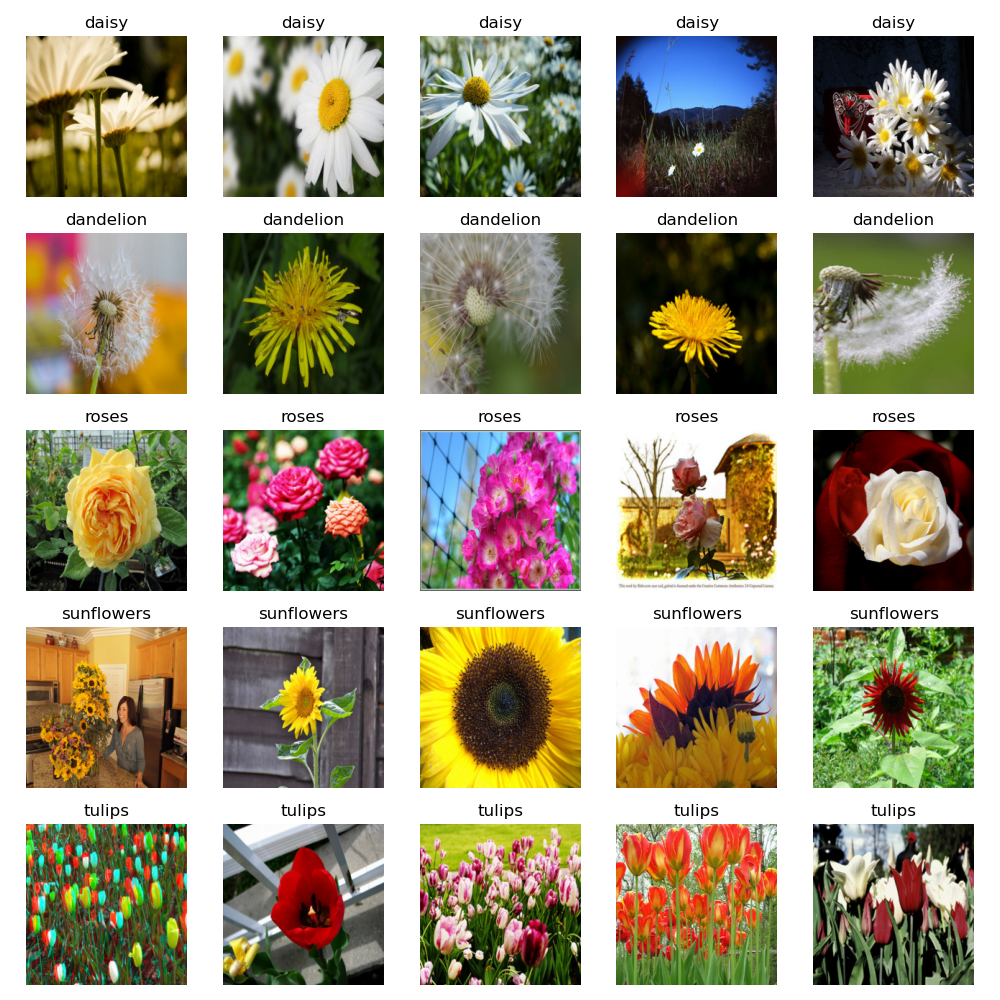 daisy daisy daisy daisy daisy
dandelion dandelion dandelion dandelion dandelion
roses roses roses roses roses
sunflowers sunflowers sunflowers sunflowers sunflowers
tulips tulips tulips tulips tulips